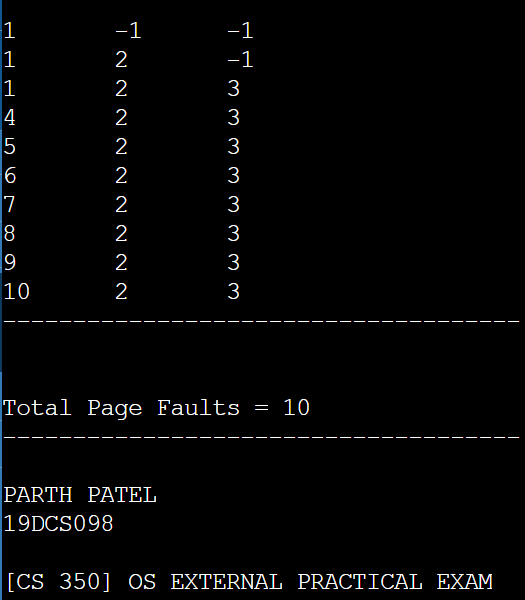 1 -1 -1
1 2 -1
1 2 3
4 2 3
5 2 3
6 2 3
7 2 3
8 2 3
9 2 3
10 2 3
-------------------------------------
Total Page Faults = 10
-------------------------------------
PARTH PATEL
19DCS098
[CS 350] OS EXTERNAL PRACTICAL EXAM